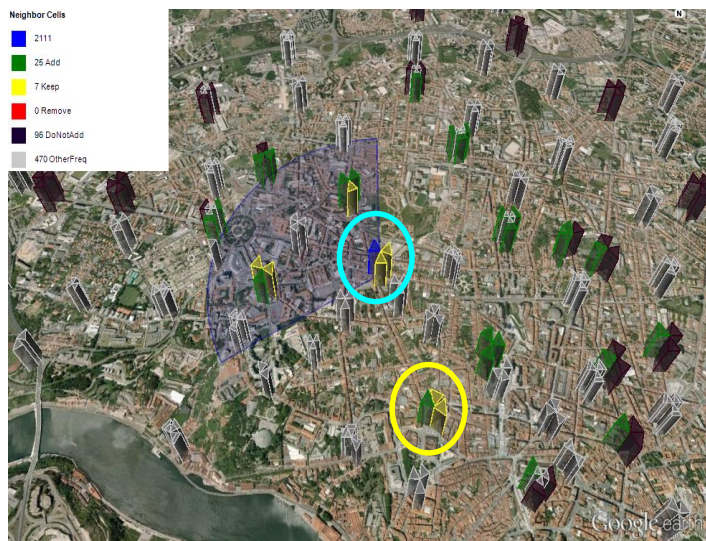 Neighbor Cells
2111
25 Add
7 Keep
0 Remove
96 DoNotAdd
470 OtherFreq
N
Google earth